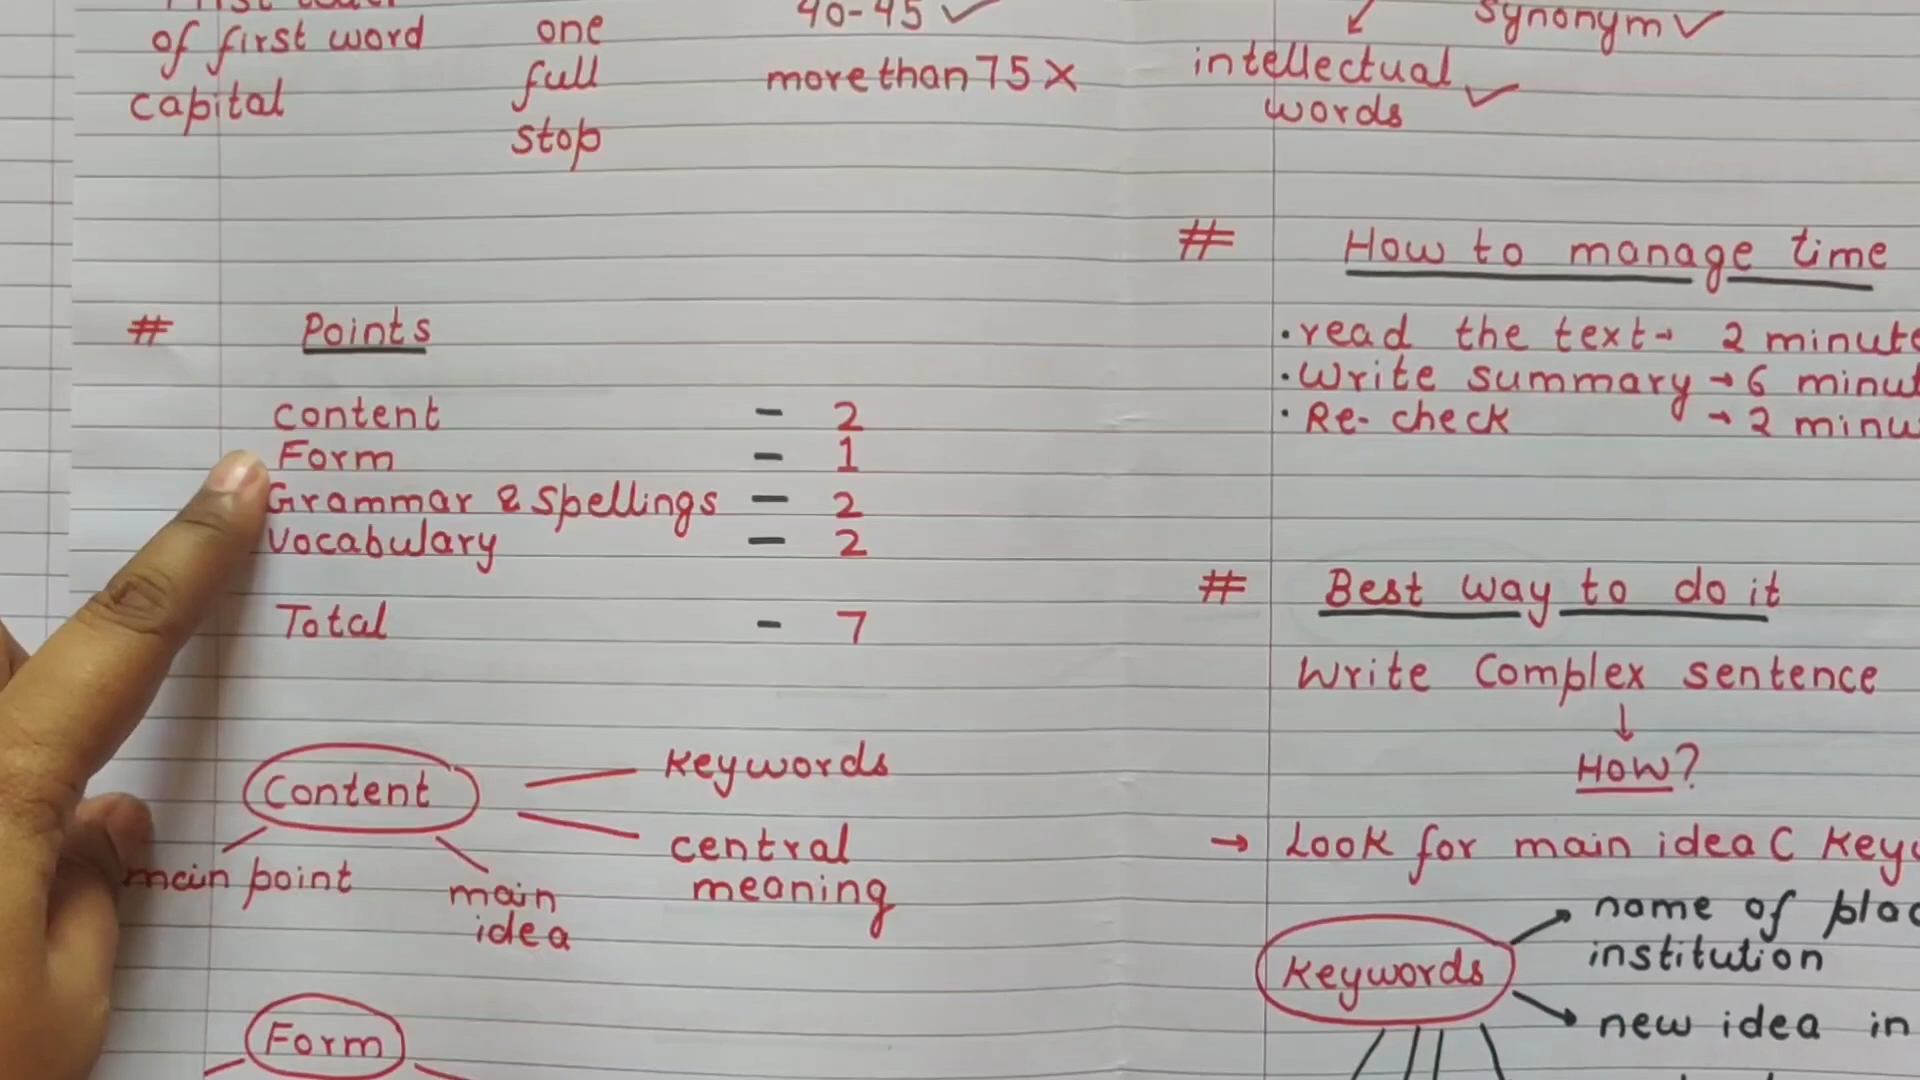 of first word
capital
one
full
stop
40-45 ✓
more than 75 X
synonym ✓
intellectual
words ✓
# Points
content - 2
Form - 1
Grammar & Spellings - 2
Vocabulary - 2
Total - 7
Content
Keywords
central
meaning
main point
main
idea
Form
# How to manage time
• read the text → 2 minute
• Write summary → 6 minut
• Re-check → 2 minu
# Best way to do it
Write Complex sentence
↓
How?
→ Look for main idea ( Key
Keywords
name of plac
institution
new idea in